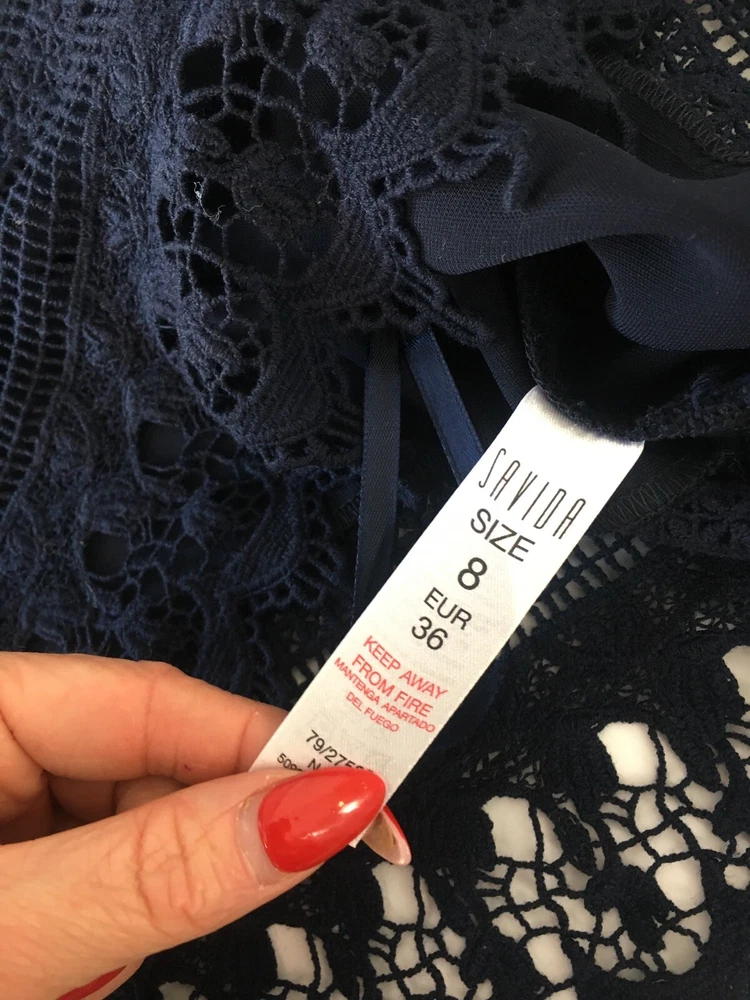 SAVIDA
SIZE
8
EUR
36
KEEP AWAY
FROM FIRE
MANTENGA APARTADO
DEL FUEGO